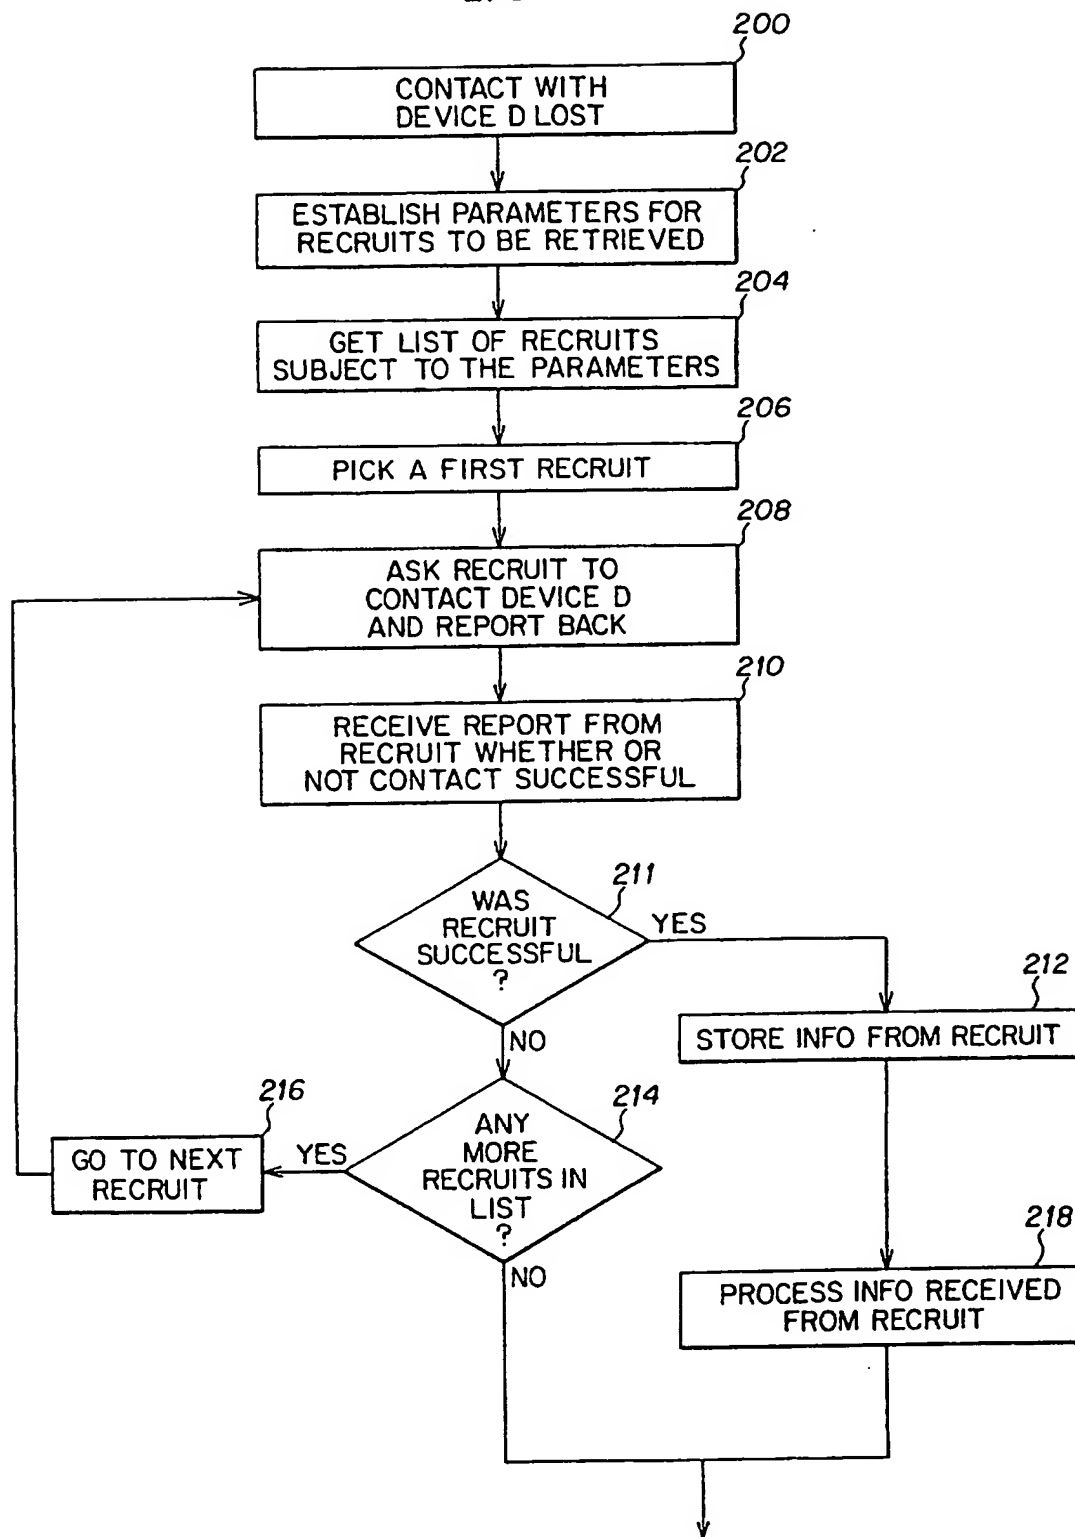 200
CONTACT WITH
DEVICE D LOST
202
ESTABLISH PARAMETERS FOR
RECRUITS TO BE RETRIEVED
204
GET LIST OF RECRUITS
SUBJECT TO THE PARAMETERS
206
PICK A FIRST RECRUIT
208
ASK RECRUIT TO
CONTACT DEVICE D
AND REPORT BACK
210
RECEIVE REPORT FROM
RECRUIT WHETHER OR
NOT CONTACT SUCCESSFUL
211
WAS
RECRUIT
SUCCESSFUL
?
YES
NO
212
STORE INFO FROM RECRUIT
214
ANY
MORE
RECRUITS IN
LIST
?
YES
NO
216
GO TO NEXT
RECRUIT
218
PROCESS INFO RECEIVED
FROM RECRUIT